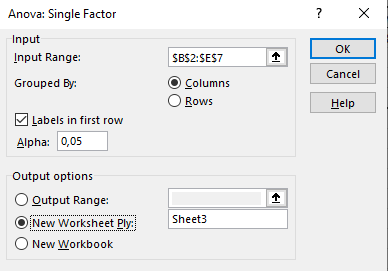 Anova: Single Factor
?
Input
Input Range:
$B$2:$E$7
Grouped By:
Columns
Rows
Labels in first row
Alpha:
0,05
Output options
Output Range:
New Worksheet Ply:
Sheet3
New Workbook
OK
Cancel
Help